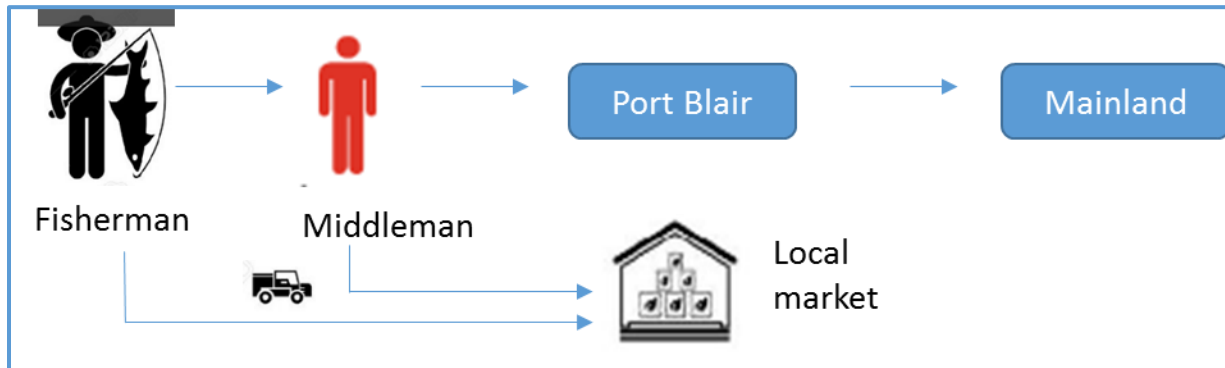 Port Blair
Mainland
Fisherman
Middleman
Local
market